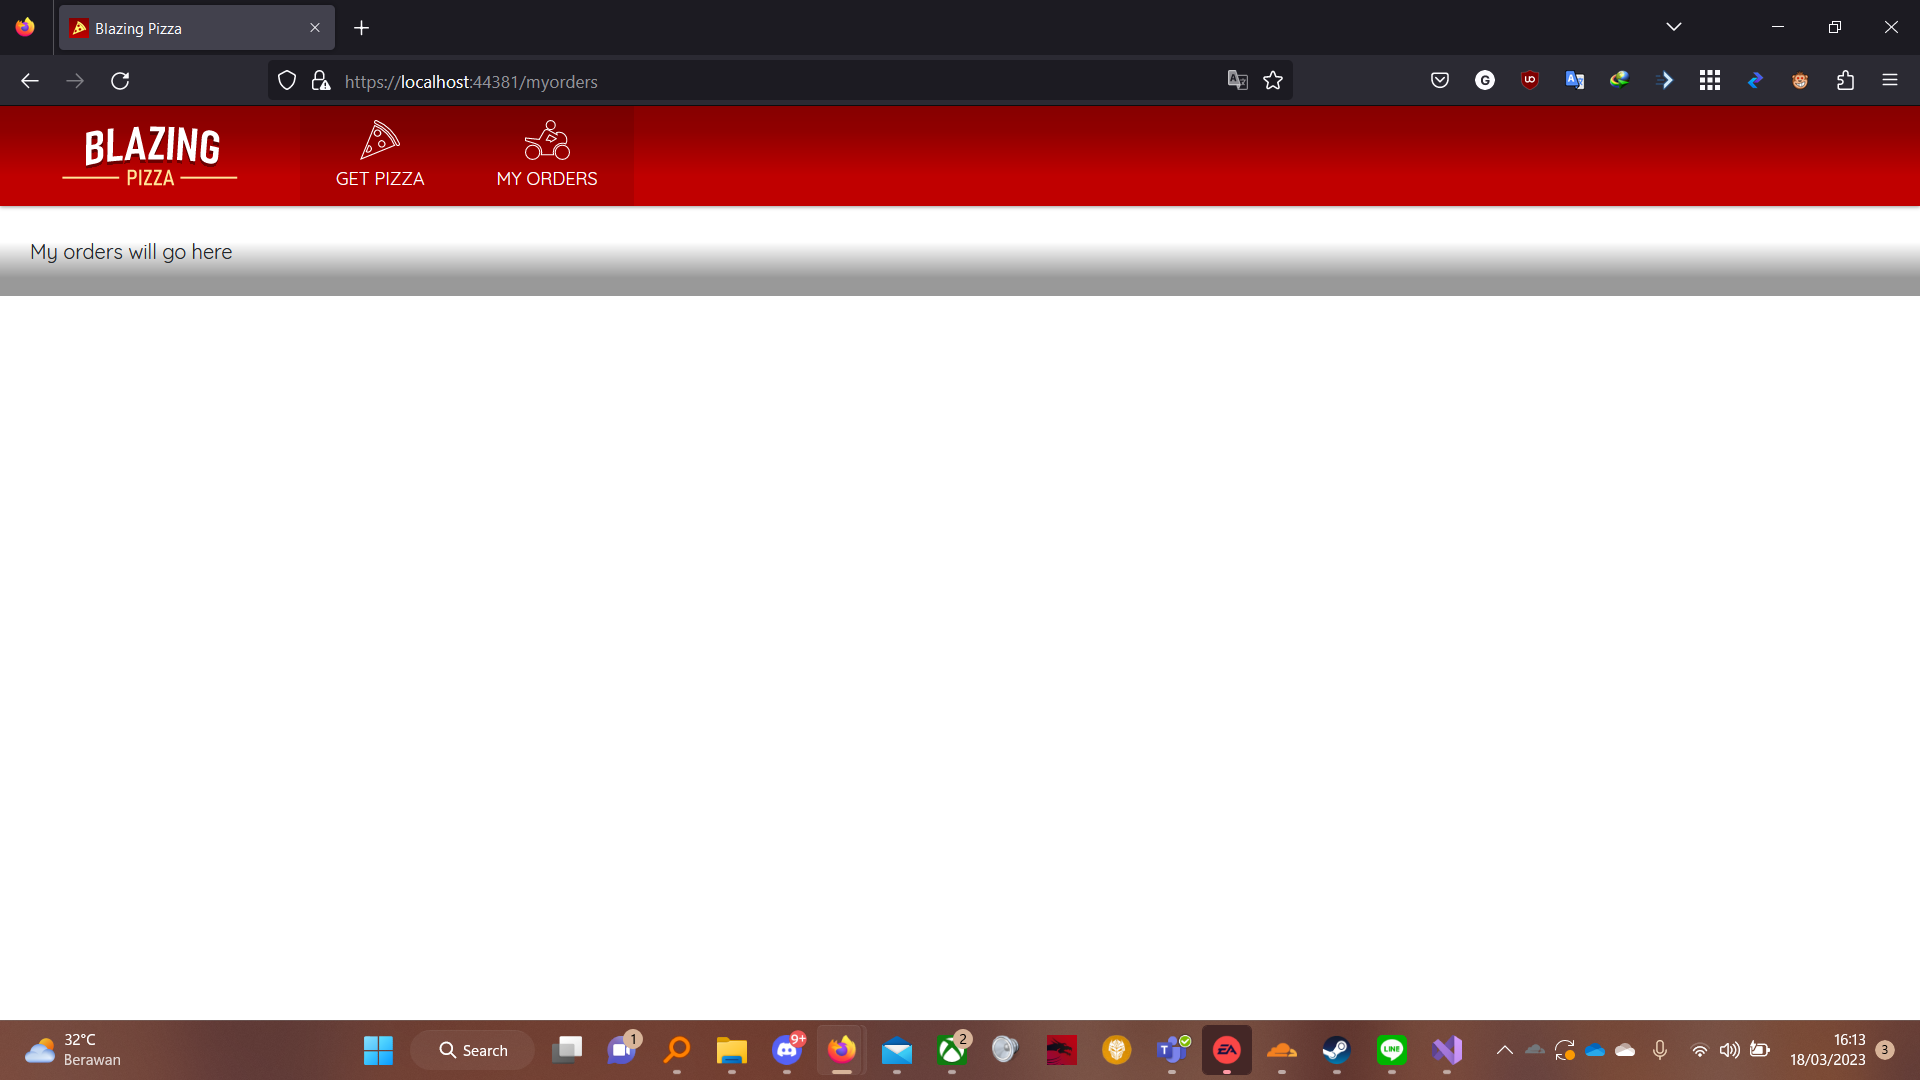 Blazing Pizza
https://localhost:44381/myorders
BLAZING
PIZZA
GET PIZZA
MY ORDERS
My orders will go here
32°C
Berawan
Search
1
9+
2
16:13
18/03/2023
3